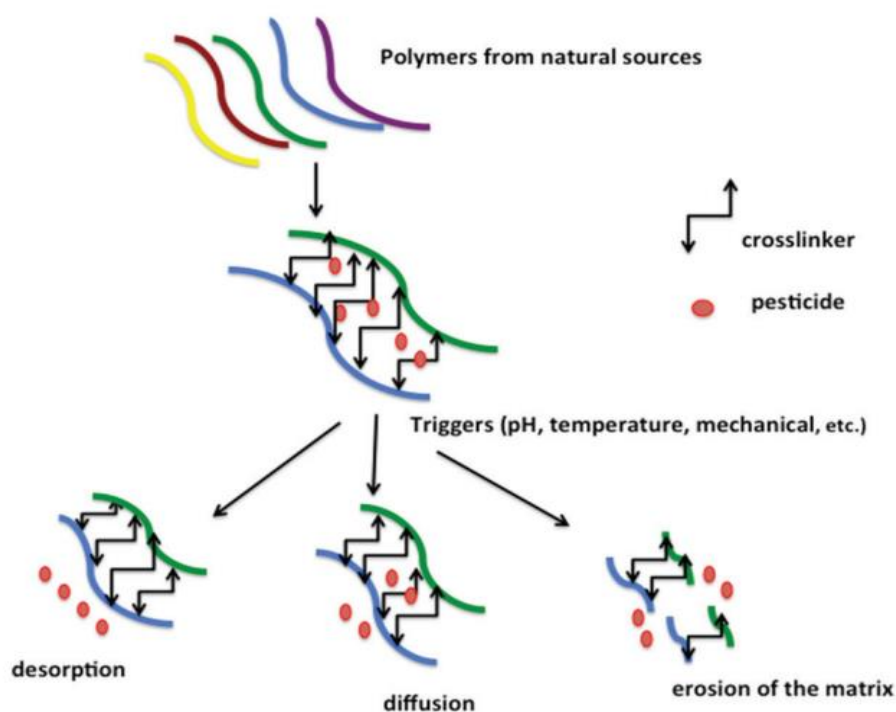 Polymers from natural sources
crosslinker
pesticide
Triggers (pH, temperature, mechanical, etc.)
desorption
diffusion
erosion of the matrix